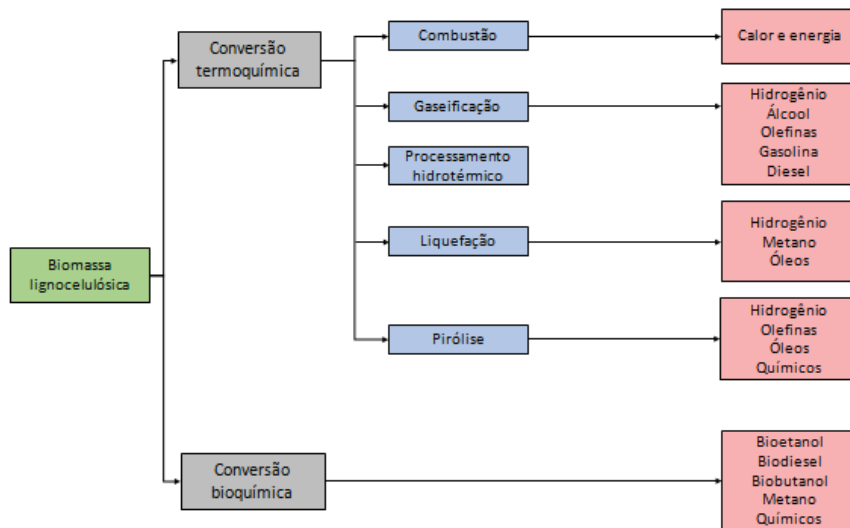 Biomassa
lignocelulósica
Conversão
termoquímica
Combustão
Calor e energia
Gaseificação
Hidrogênio
Álcool
Olefinas
Gasolina
Diesel
Processamento
hidrotémico
Liquefação
Hidrogênio
Metano
Óleos
Pirólise
Hidrogênio
Olefinas
Óleos
Químicos
Conversão
bioquímica
Bioetanol
Biodiesel
Biobutanol
Metano
Químicos